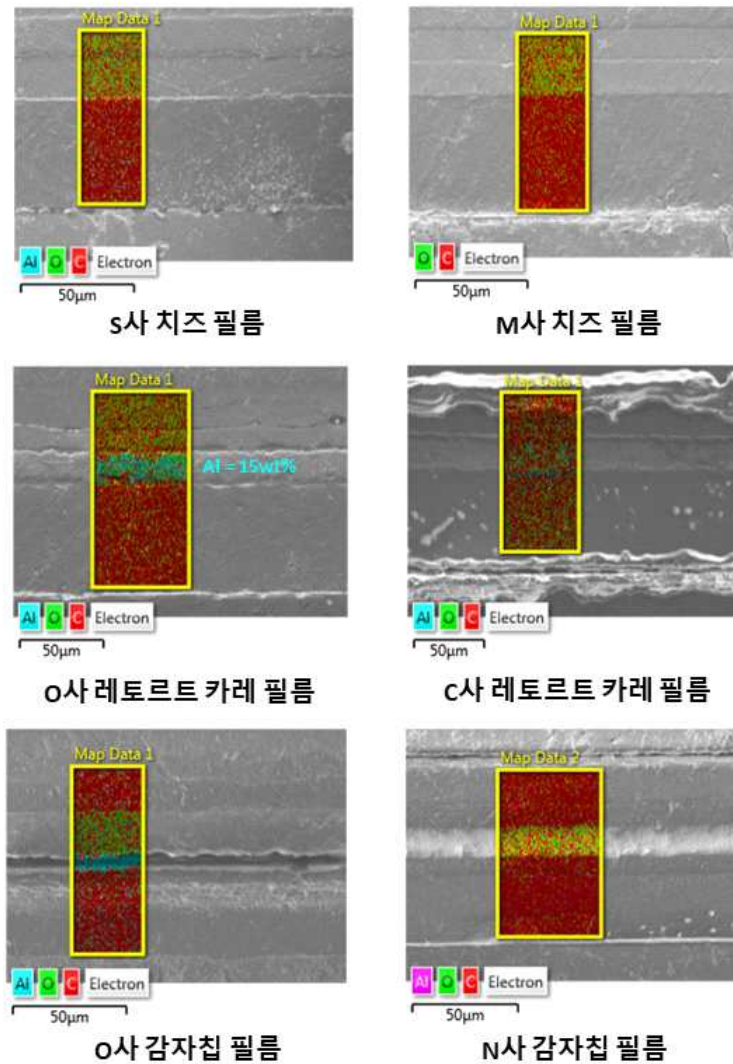 Map Data 1
Al O C Electron
50μm
S사 치즈 필름
Map Data 1
O C Electron
50μm
M사 치즈 필름
Map Data 1
Al = 15wt%
Al O C Electron
50μm
O사 레토르트 카레 필름
Map Data 1
Al O C Electron
50μm
C사 레토르트 카레 필름
Map Data 1
Al O C Electron
50μm
O사 감자칩 필름
Map Data 2
Al O C Electron
50μm
N사 감자칩 필름